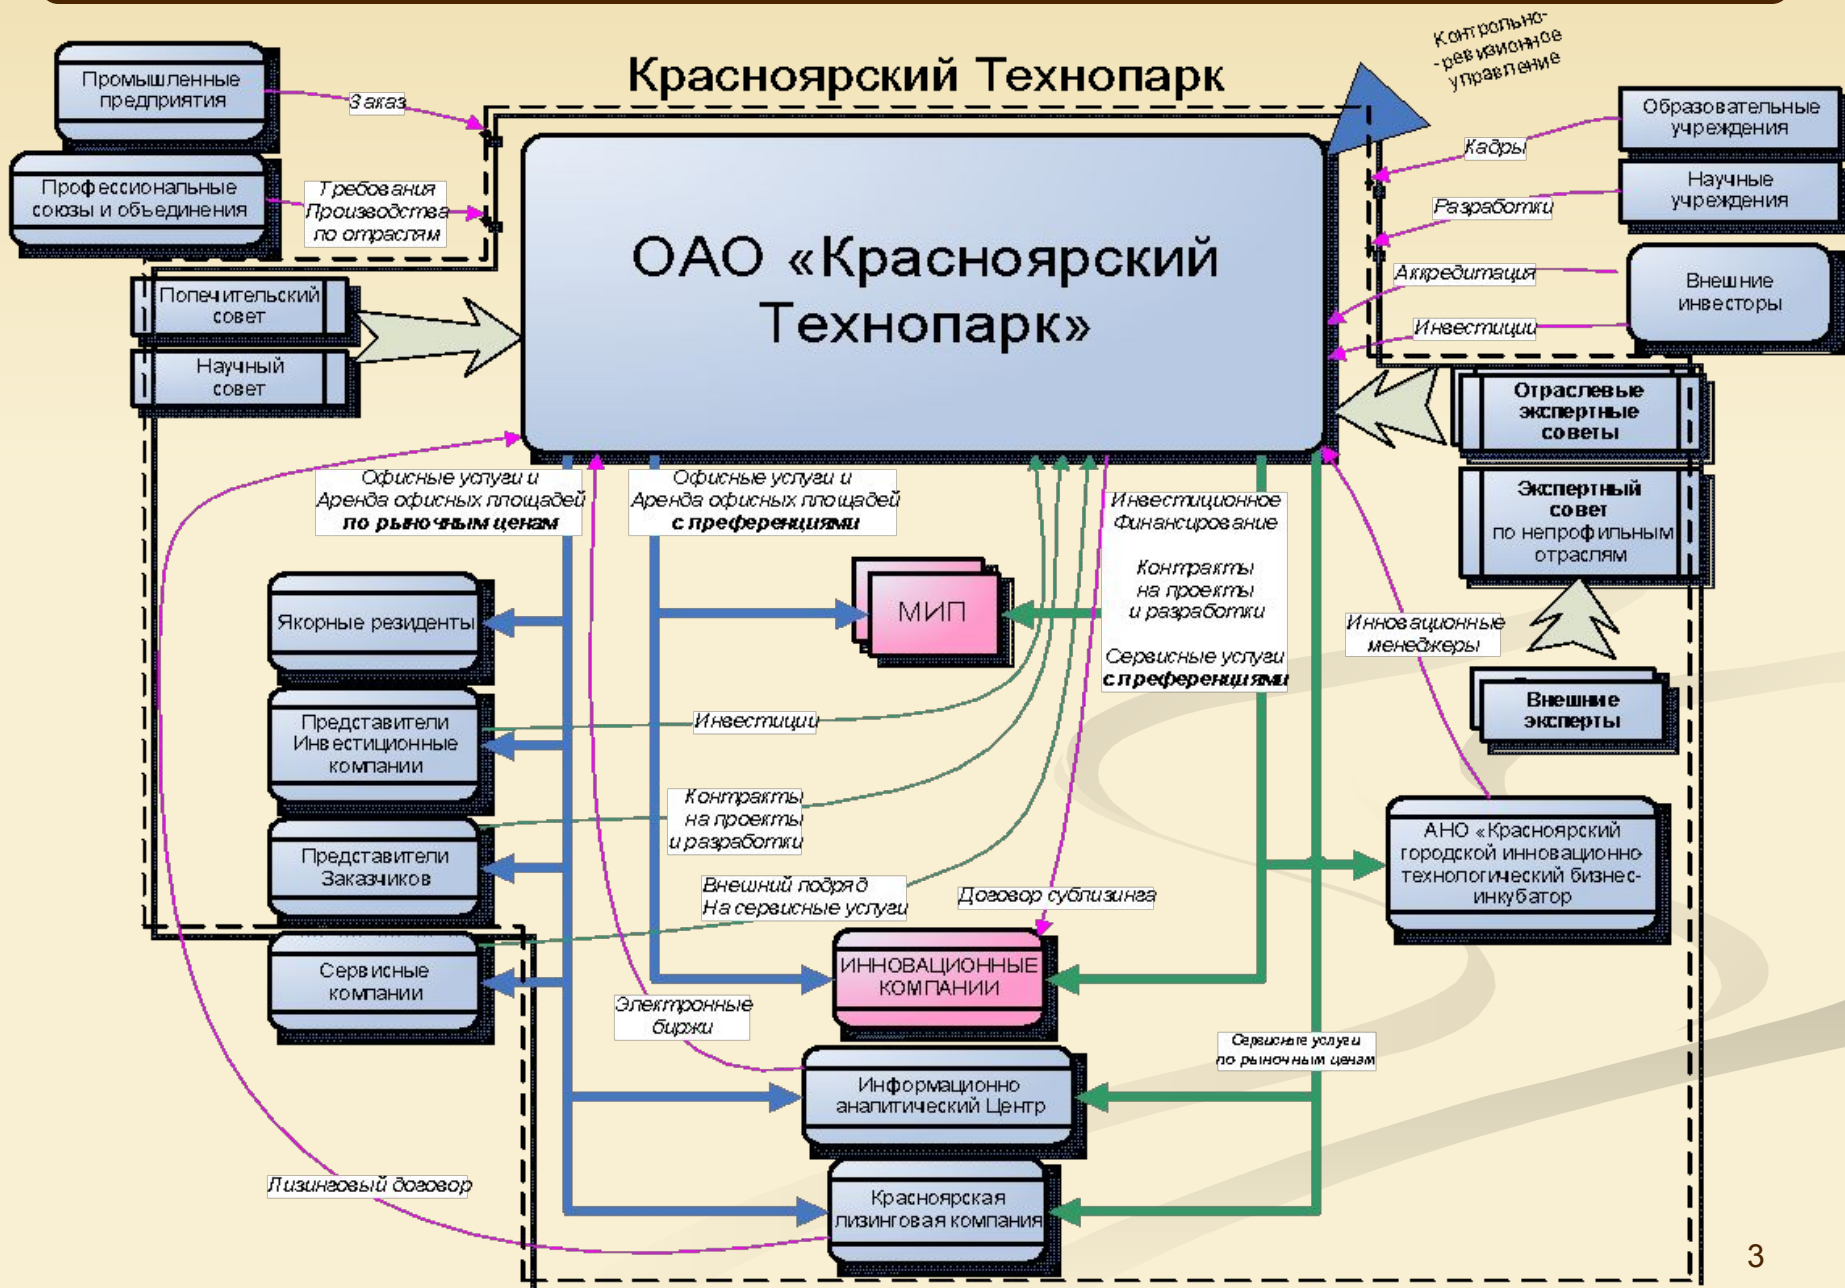 Контрольно-
-ревизионное
управление
Красноярский Технопарк
Промышленные
предприятия
Заказ
Профессиональные
союзы и объединения
Требования
Производства
по отраслям
Попечительский
совет
Научный
совет
ОАО «Красноярский
Технопарк»
Образовательные
учреждения
Кадры
Научные
учреждения
Разработки
Аккредитация
Внешние
инвесторы
Инвестиции
Отраслевые
экспертные
советы
Экспертный
совет
по непрофильным
отраслям
Внешние
эксперты
Офисные услуги и
Аренда офисных площадей
по рыночным ценам
Офисные услуги и
Аренда офисных площадей
с преференциями
Инвестиционное
Финансирование
Контракты
на проекты
и разработки
Сервисные услуги
с преференциями
Инновационные
менеджеры
МИП
Якорные резиденты
Представители
Инвестиционные
компании
Инвестиции
Представители
Заказчиков
Контракты
на проекты
и разработки
Внешний подряд
На сервисные услуги
Договор сублизинга
АНО «Красноярский
городской инновационно
технологический бизнес-
инкубатор
Сервисные
компании
ИННОВАЦИОННЫЕ
КОМПАНИИ
Электронные
биржи
Сервисные услуги
по рыночным ценам
Информационно
аналитический Центр
Лизинговый договор
Красноярская
лизинговая компания
3